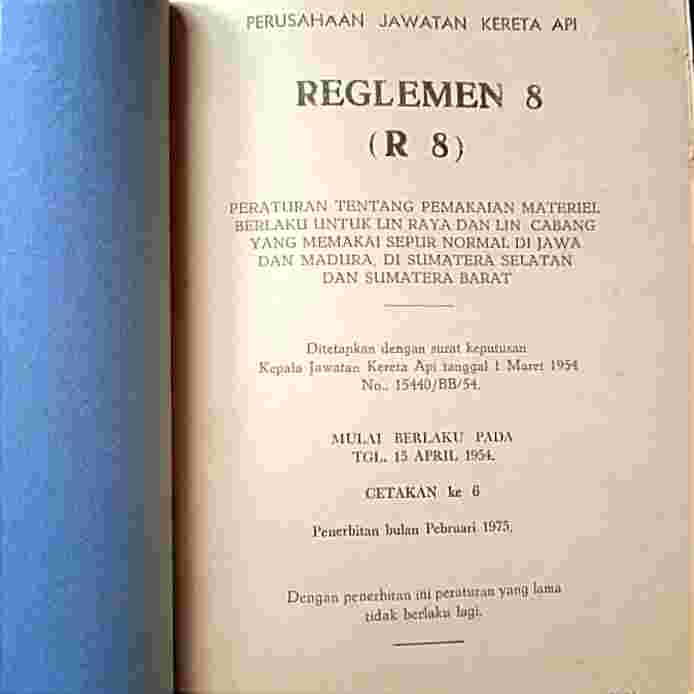 PERUSAHAAN JAWATAN KERETA API
REGLEMEN 8
(R 8)
PERATURAN TENTANG PEMAKAIAN MATERIEL
BERLAKU UNTUK LIN RAYA DAN LIN CABANG
YANG MEMAKAI SEPUR NORMAL DI JAWA
DAN MADURA, DI SUMATERA SELATAN
DAN SUMATERA BARAT
Ditetapkan dengan surat keputusan
Kepala Jawatan Kereta Api tanggal 1 Maret 1954
No.. 15440/BB/54.
MULAI BERLAKU PADA
TGL. 15 APRIL 1954.
CETAKAN ke 6
Penerbitan bulan Pebruari 1975.
Dengan penerbitan ini peraturan yang lama
tidak berlaku lagi.